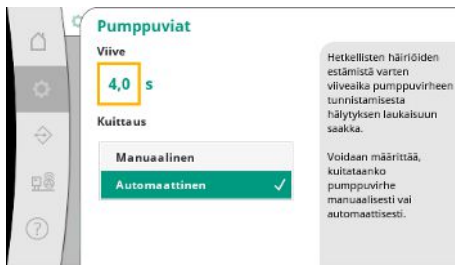 Pumppuviat
Viive
4,0 s
Kuittaus
Manuaalinen
Automaattinen
Hetkellisten häiriöiden
estämistä varten
viiveaika pumppuvirheen
tunnistamisesta
hälytyksen laukaisuun
saakka.
Voidaan määrittää,
kuitataanko
pumppuvirhe
manuaalisesti vai
automaattisesti.